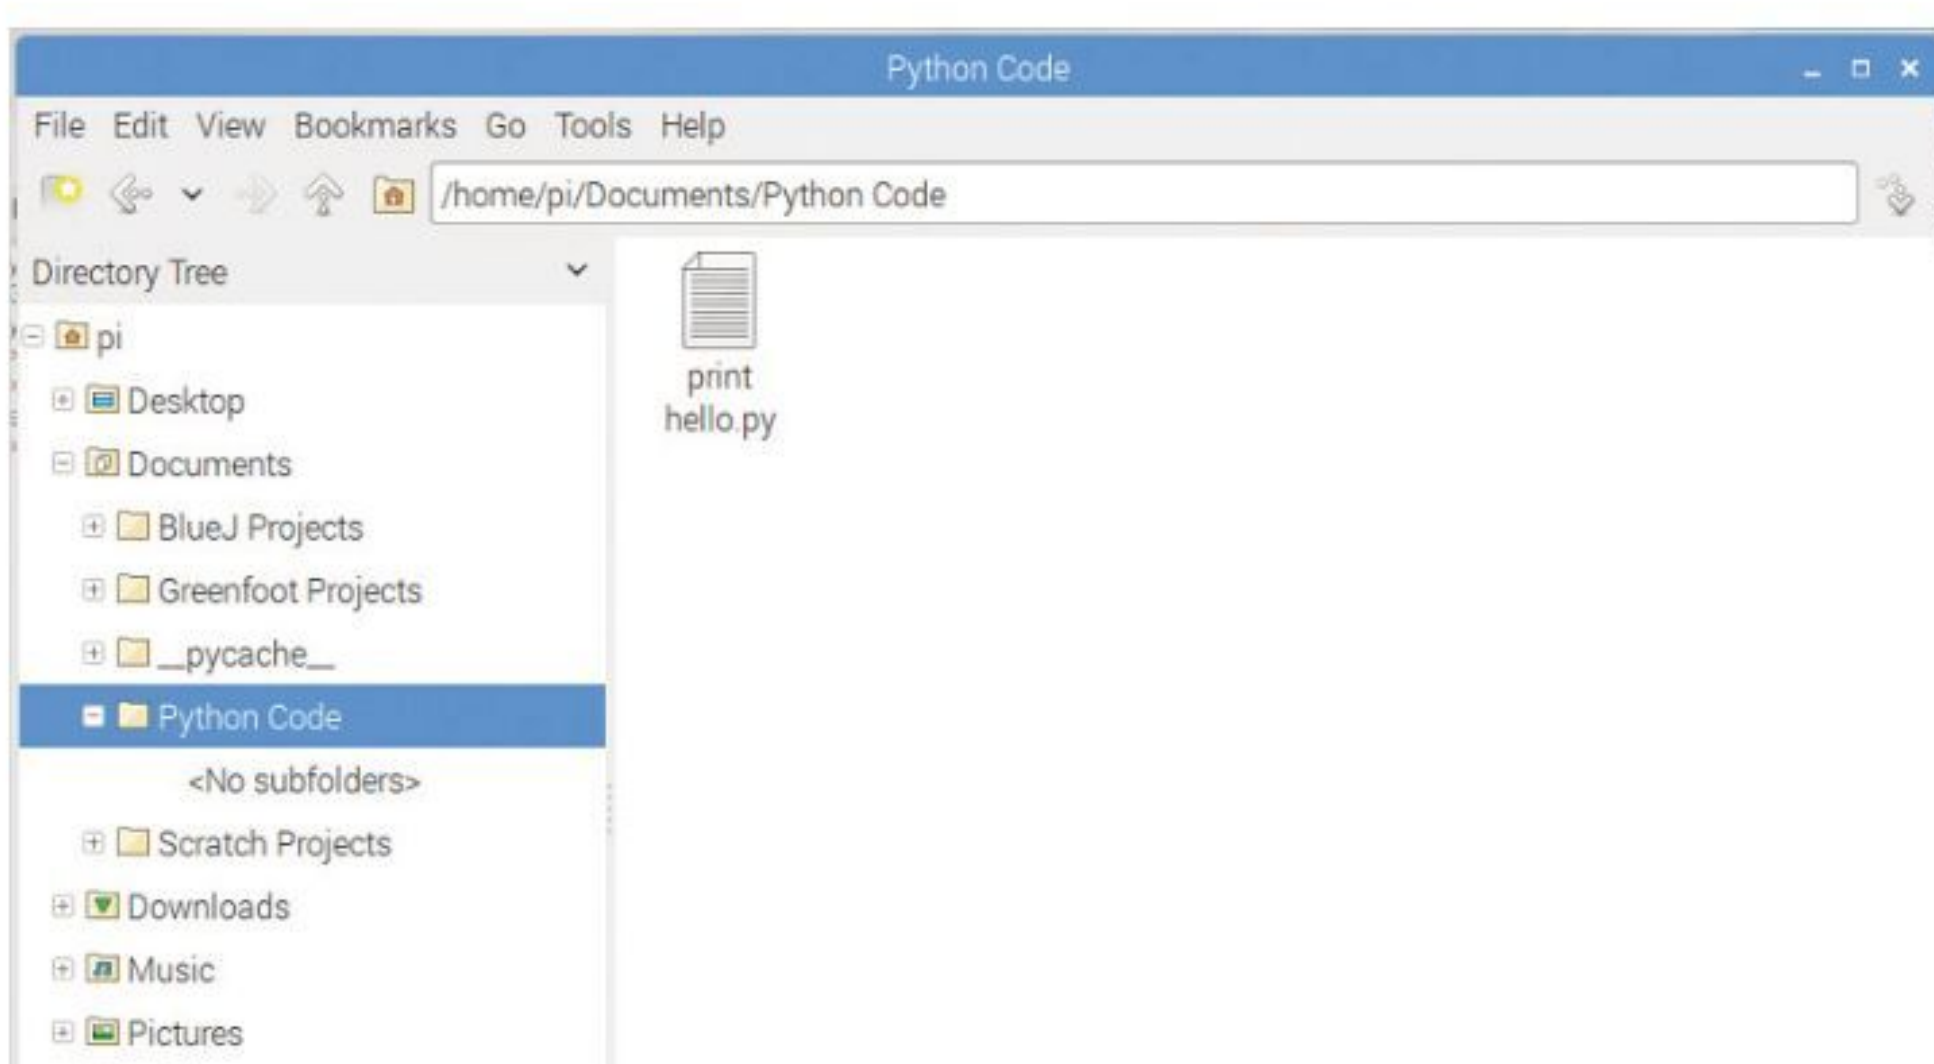 Python Code
File Edit View Bookmarks Go Tools Help
/home/pi/Documents/Python Code
Directory Tree
pi
Desktop
Documents
BlueJ Projects
Greenfoot Projects
__pycache__
Python Code
<No subfolders>
Scratch Projects
Downloads
Music
Pictures
print
hello.py